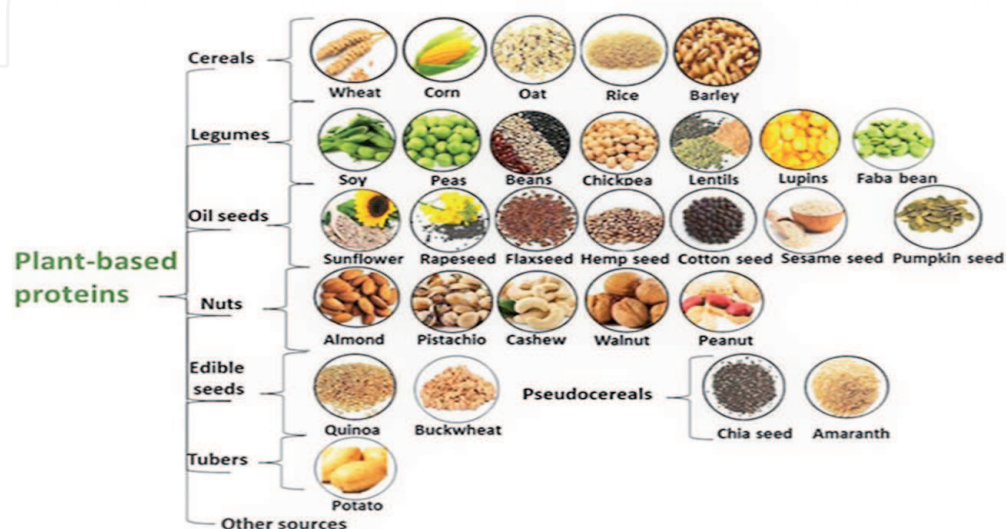 Cereals
Wheat Corn Oat Rice Barley
Legumes
Soy Peas Beans Chickpea Lentils Lupins Faba bean
Oil seeds
Sunflower Rapeseed Flaxseed Hemp seed Cotton seed Sesame seed Pumpkin seed
Plant-based
proteins
Nuts
Almond Pistachio Cashew Walnut Peanut
Edible
seeds
Quinoa Buckwheat
Pseudocereals
Chia seed Amaranth
Tubers
Potato
Other sources